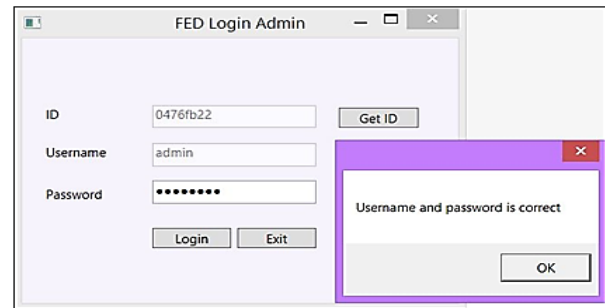 FED Login Admin
ID
0476fb22
Get ID
Username
admin
Password
••••••••
Login
Exit
Username and password is correct
OK